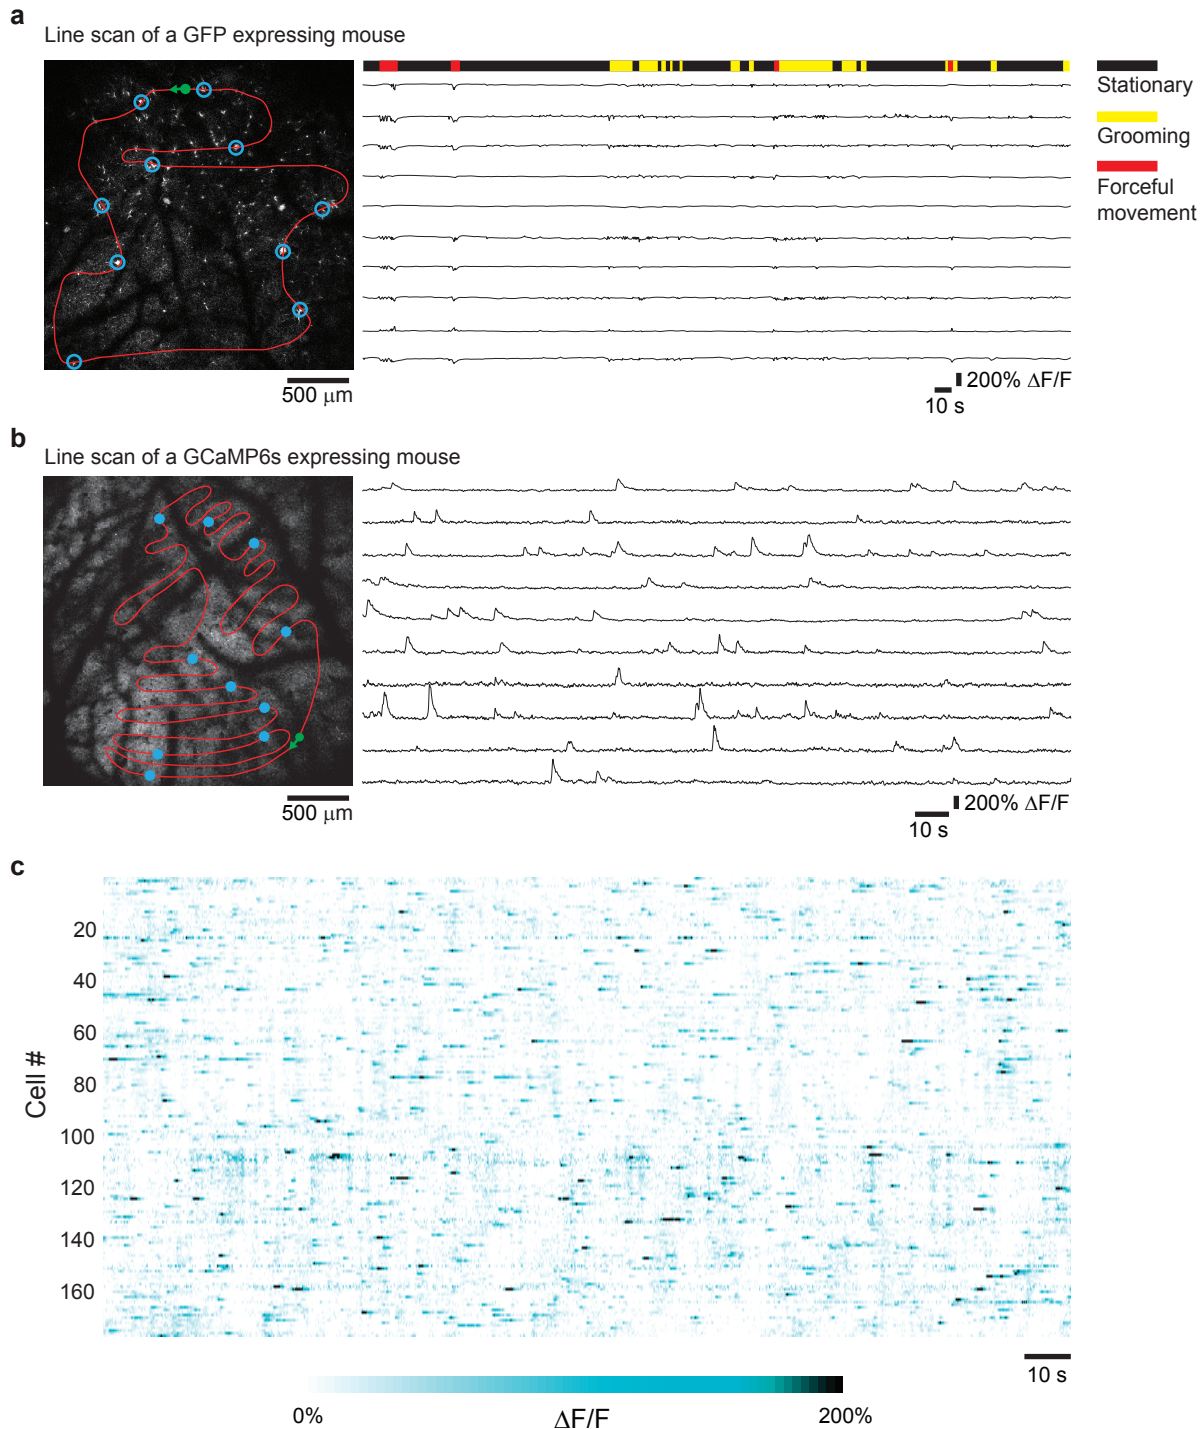 a
Line scan of a GFP expressing mouse
Stationary
Grooming
Forceful
movement
500 µm
200% ΔF/F
10 s
b
Line scan of a GCaMP6s expressing mouse
500 µm
200% ΔF/F
10 s
c
Cell #
20
40
60
80
100
120
140
160
10 s
0%
ΔF/F
200%